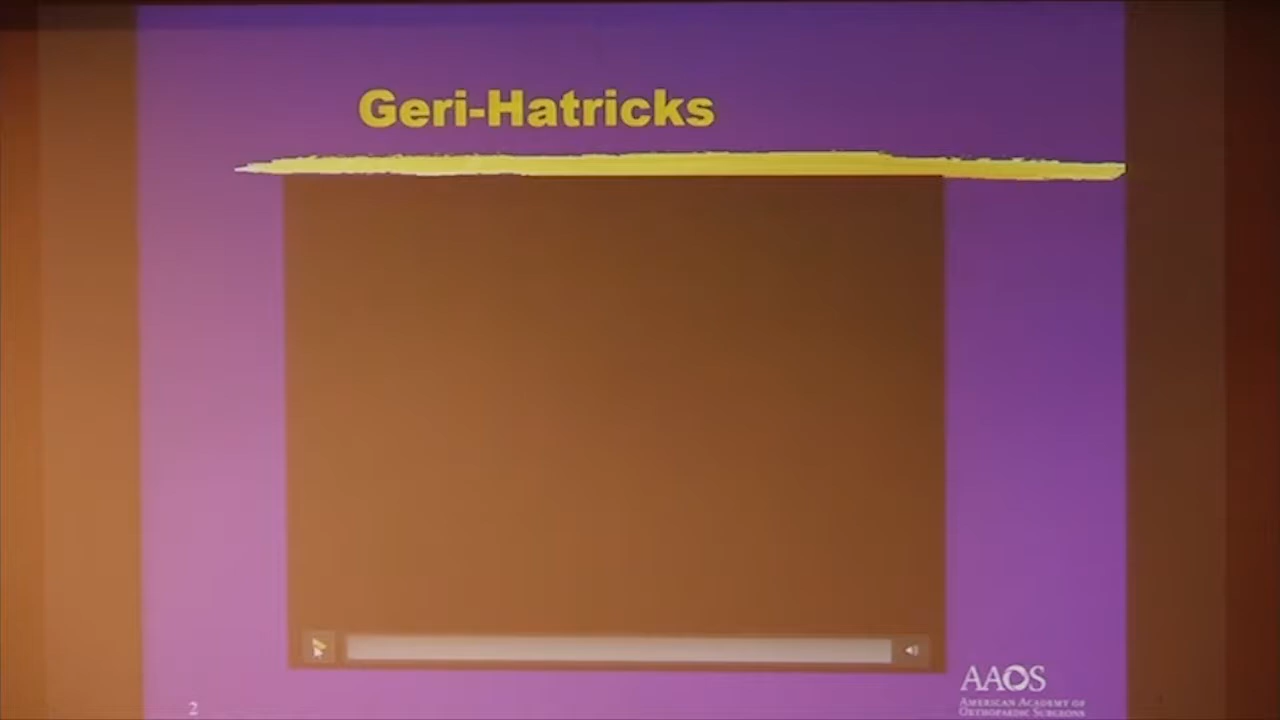 Geri-Hatricks
2
AAOS
AMERICAN ACADEMY OF
ORTHOPAEDIC SURGEONS